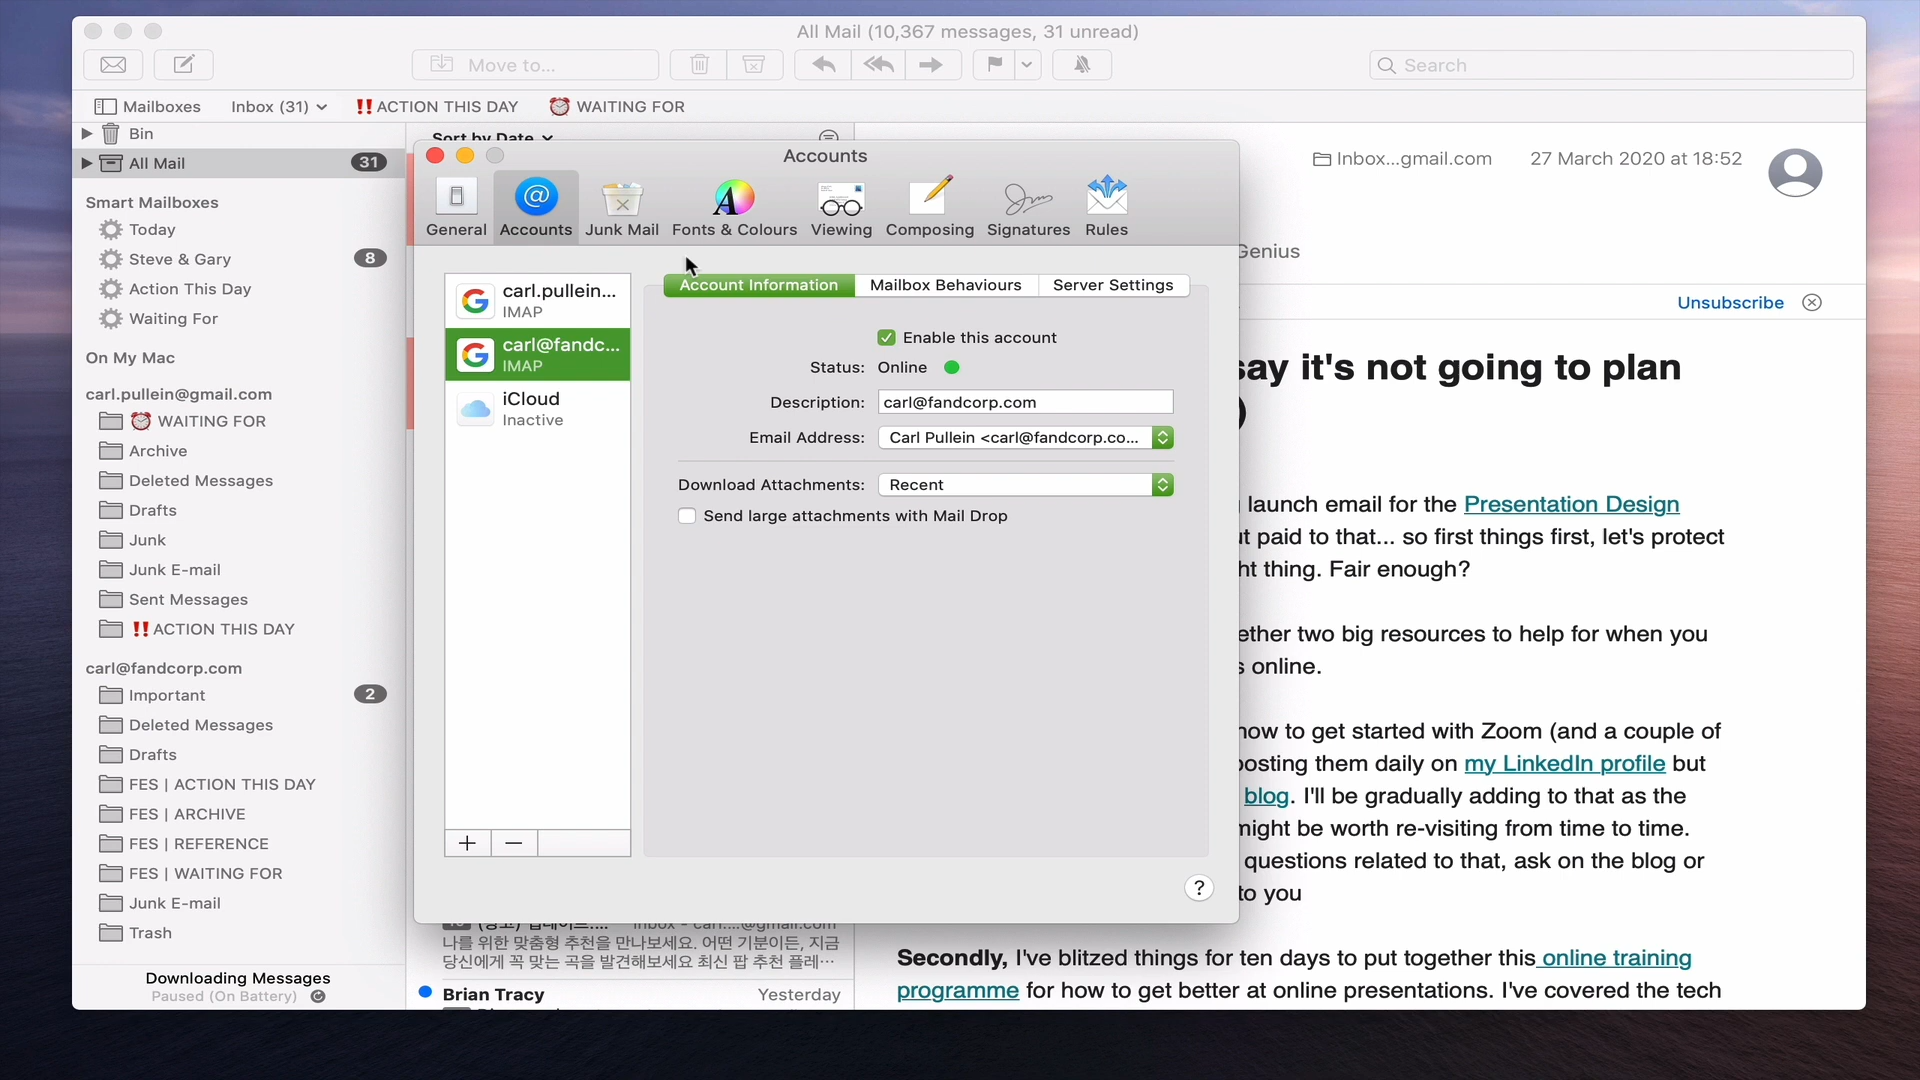 All Mail (10,367 messages, 31 unread)
Move to...
Search
Mailboxes
Inbox (31)
‼️ACTION THIS DAY
⏰ WAITING FOR
Bin
All Mail 31
Smart Mailboxes
Today
Steve & Gary 8
Action This Day
Waiting For
On My Mac
carl.pullein@gmail.com
⏰ WAITING FOR
Archive
Deleted Messages
Drafts
Junk
Junk E-mail
Sent Messages
‼️ACTION THIS DAY
carl@fandcorp.com
Important 2
Deleted Messages
Drafts
FES | ACTION THIS DAY
FES | ARCHIVE
FES | REFERENCE
FES | WAITING FOR
Junk E-mail
Trash
Downloading Messages
Paused (On Battery)
Sort by Date
Accounts
General
Accounts
Junk Mail
Fonts & Colours
Viewing
Composing
Signatures
Rules
carl.pullein...
IMAP
carl@fandc...
IMAP
iCloud
Inactive
+
−
Account Information
Mailbox Behaviours
Server Settings
Enable this account
Status: Online
Description: carl@fandcorp.com
Email Address: Carl Pullein <carl@fandcorp.co...
Download Attachments: Recent
Send large attachments with Mail Drop
?
나를 위한 맞춤형 추천을 만나보세요. 어떤 기분이든, 지금
당신에게 꼭 맞는 곡을 발견해보세요 최신 팝 추천 플레…
Brian Tracy Yesterday
Inbox...gmail.com 27 March 2020 at 18:52
Genius
Unsubscribe
say it's not going to plan
launch email for the Presentation Design
it paid to that... so first things first, let's protect
ht thing. Fair enough?
ether two big resources to help for when you
s online.
now to get started with Zoom (and a couple of
posting them daily on my LinkedIn profile but
blog. I'll be gradually adding to that as the
might be worth re-visiting from time to time.
questions related to that, ask on the blog or
to you
Secondly, I've blitzed things for ten days to put together this online training
programme for how to get better at online presentations. I've covered the tech